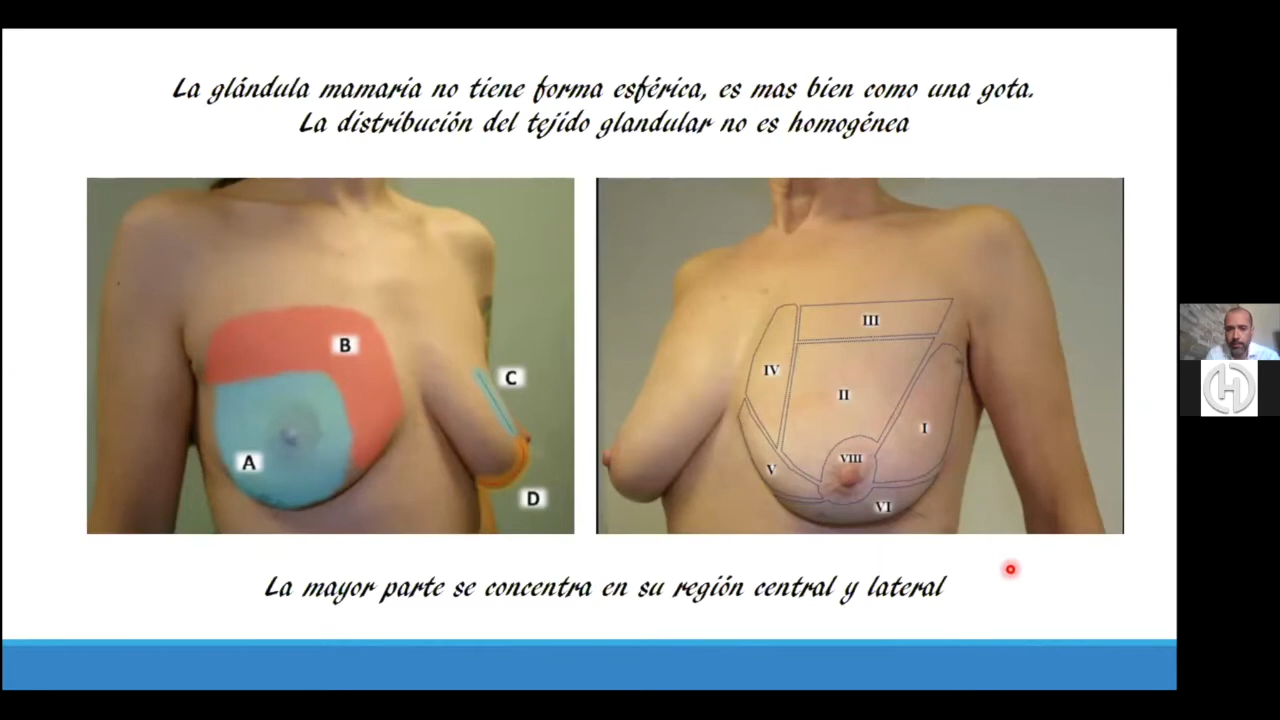 La glándula mamaria no tiene forma esférica, es mas bien como una gota.
La distribución del tejido glandular no es homogénea
B
C
A
D
III
IV
II
I
VIII
V
VI
La mayor parte se concentra en su región central y lateral
H